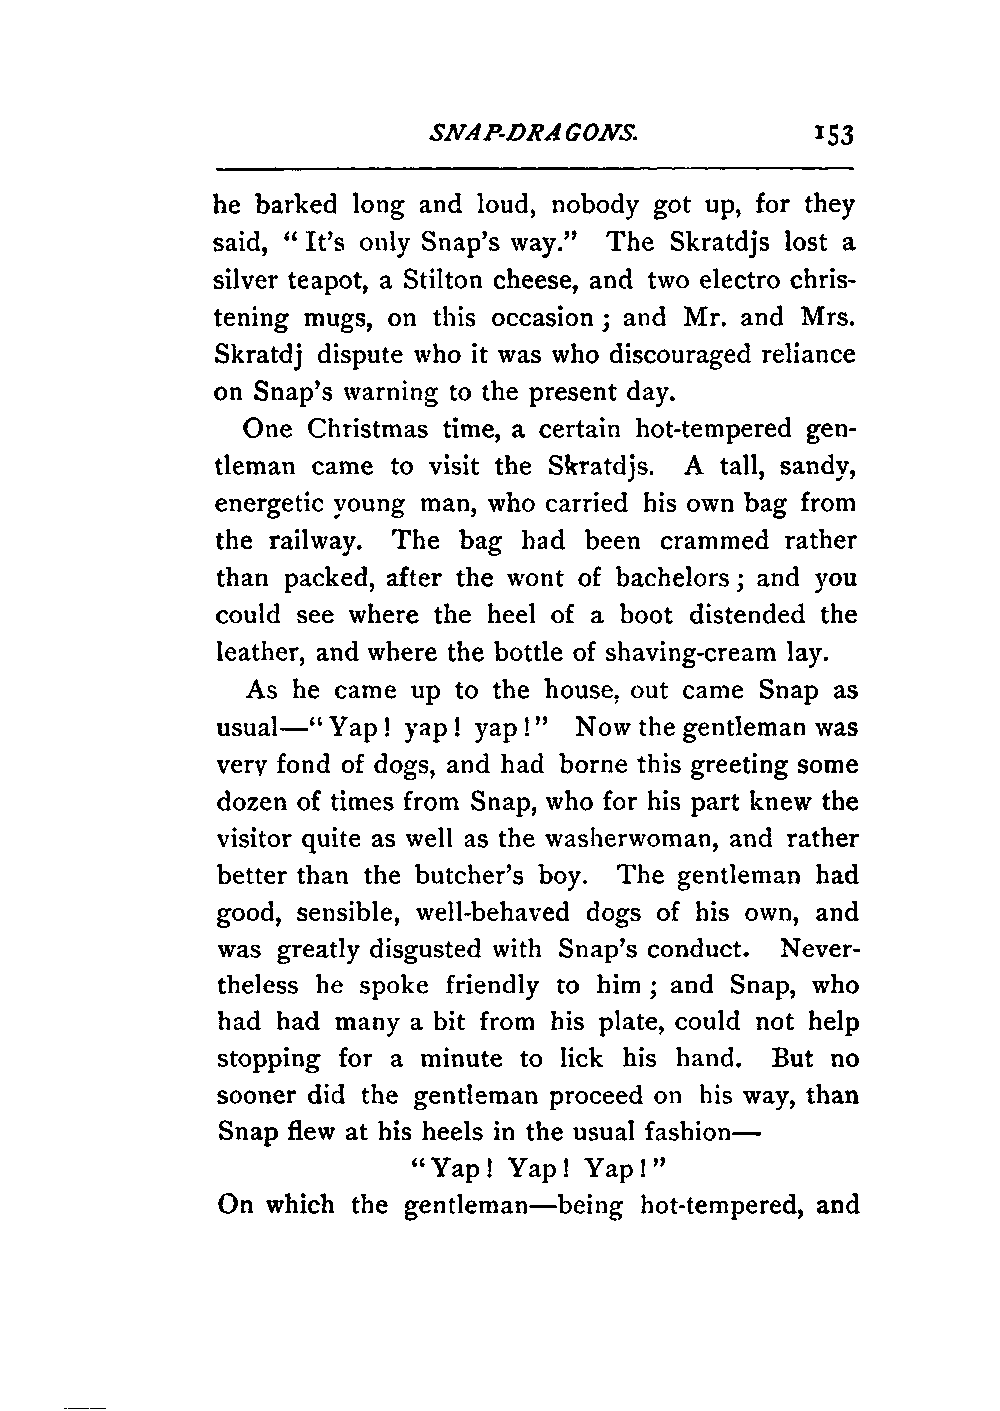 SNAP-DRAGONS. 153
he barked long and loud, nobody got up, for they
said, “It's only Snap's way.” The Skratdjs lost a
silver teapot, a Stilton cheese, and two electro chris-
tening mugs, on this occasion; and Mr. and Mrs.
Skratdj dispute who it was who discouraged reliance
on Snap's warning to the present day.
One Christmas time, a certain hot-tempered gen-
tleman came to visit the Skratdjs. A tall, sandy,
energetic young man, who carried his own bag from
the railway. The bag had been crammed rather
than packed, after the wont of bachelors; and you
could see where the heel of a boot distended the
leather, and where the bottle of shaving-cream lay.
As he came up to the house, out came Snap as
usual—“Yap! yap! yap!” Now the gentleman was
very fond of dogs, and had borne this greeting some
dozen of times from Snap, who for his part knew the
visitor quite as well as the washerwoman, and rather
better than the butcher's boy. The gentleman had
good, sensible, well-behaved dogs of his own, and
was greatly disgusted with Snap's conduct. Never-
theless he spoke friendly to him; and Snap, who
had had many a bit from his plate, could not help
stopping for a minute to lick his hand. But no
sooner did the gentleman proceed on his way, than
Snap flew at his heels in the usual fashion—
“Yap! Yap! Yap!”
On which the gentleman—being hot-tempered, and